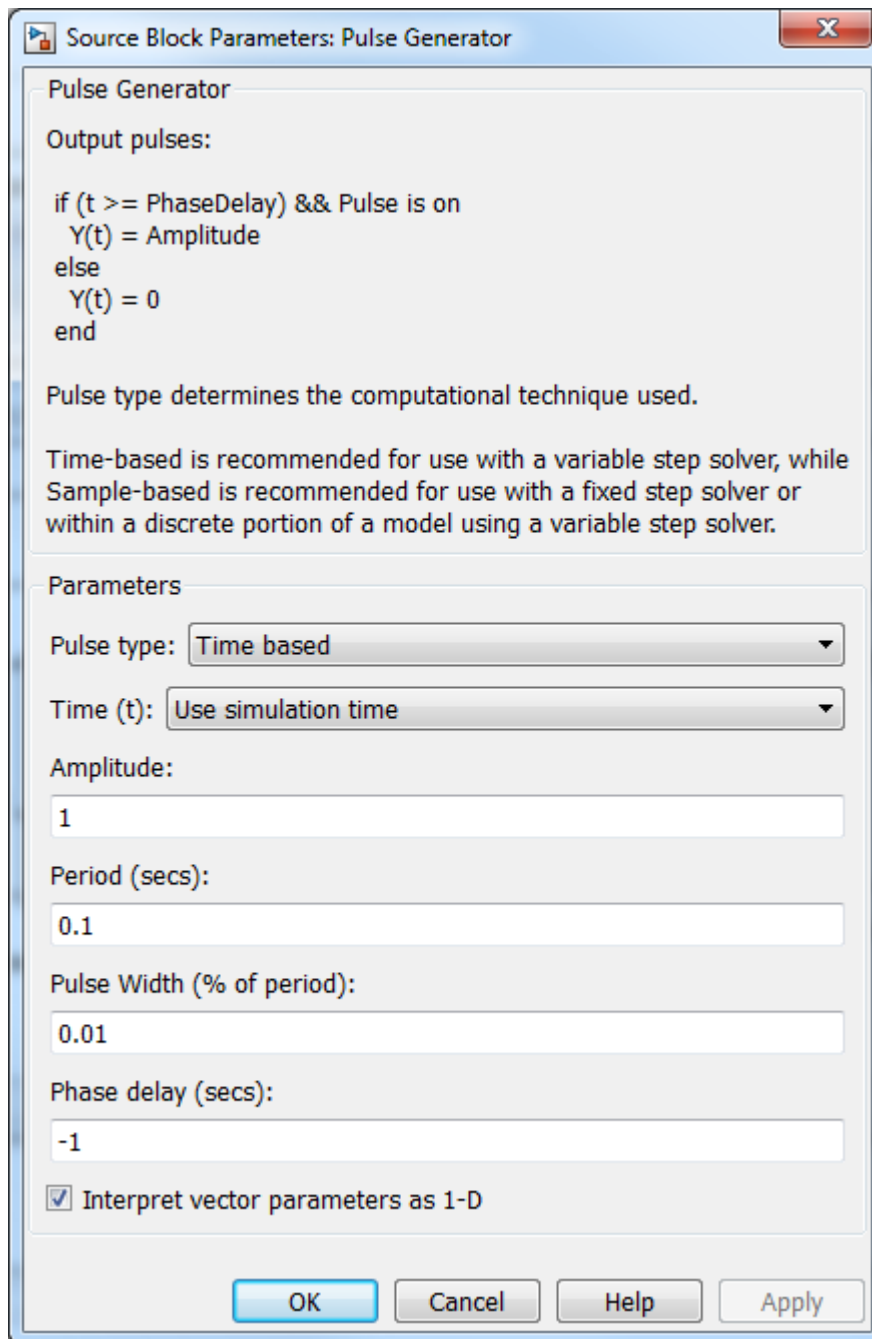 Source Block Parameters: Pulse Generator
Pulse Generator
Output pulses:
if (t >= PhaseDelay) && Pulse is on
Y(t) = Amplitude
else
Y(t) = 0
end
Pulse type determines the computational technique used.
Time-based is recommended for use with a variable step solver, while
Sample-based is recommended for use with a fixed step solver or
within a discrete portion of a model using a variable step solver.
Parameters
Pulse type: Time based
Time (t): Use simulation time
Amplitude:
1
Period (secs):
0.1
Pulse Width (% of period):
0.01
Phase delay (secs):
-1
Interpret vector parameters as 1-D
OK Cancel Help Apply